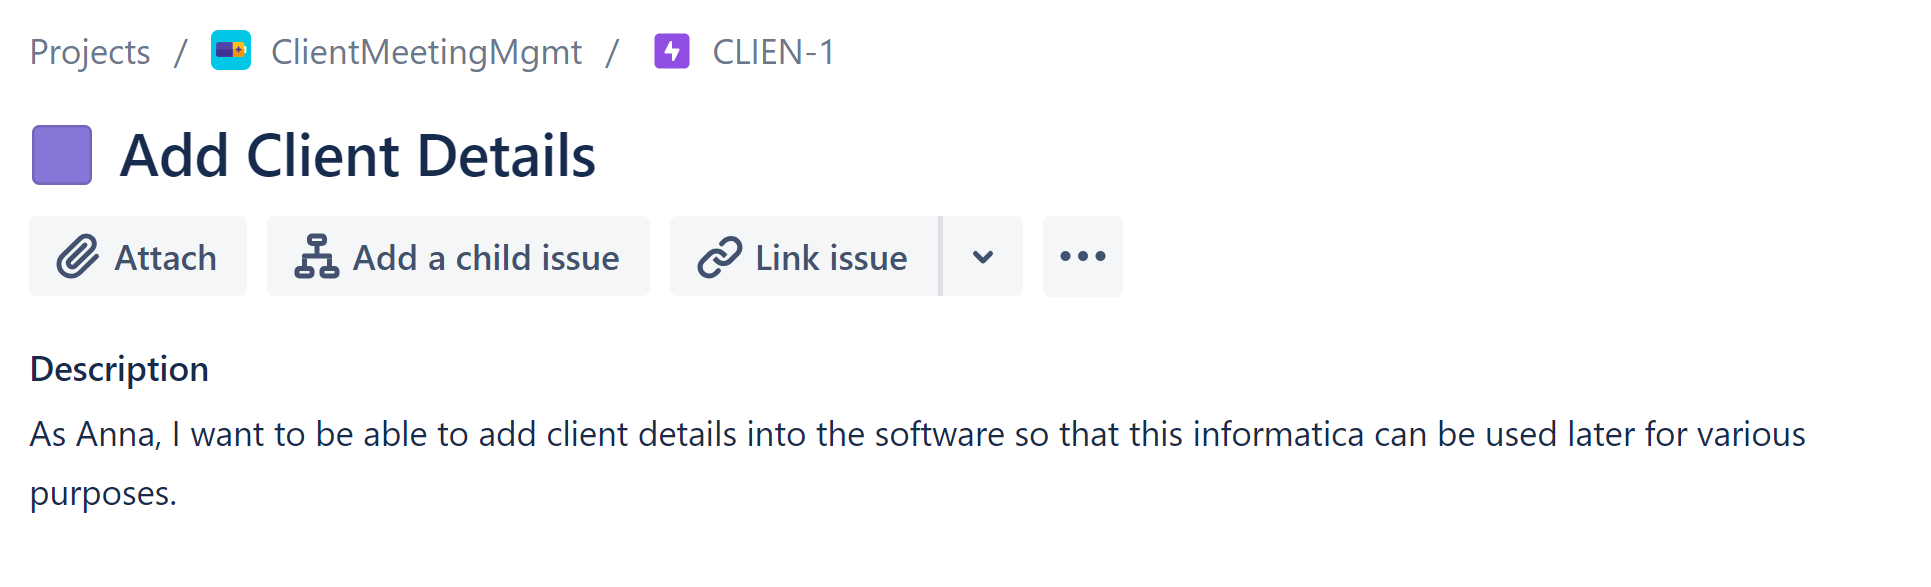 Projects / ClientMeetingMgmt / CLIEN-1
Add Client Details
Attach Add a child issue Link issue
Description
As Anna, I want to be able to add client details into the software so that this informatica can be used later for various
purposes.